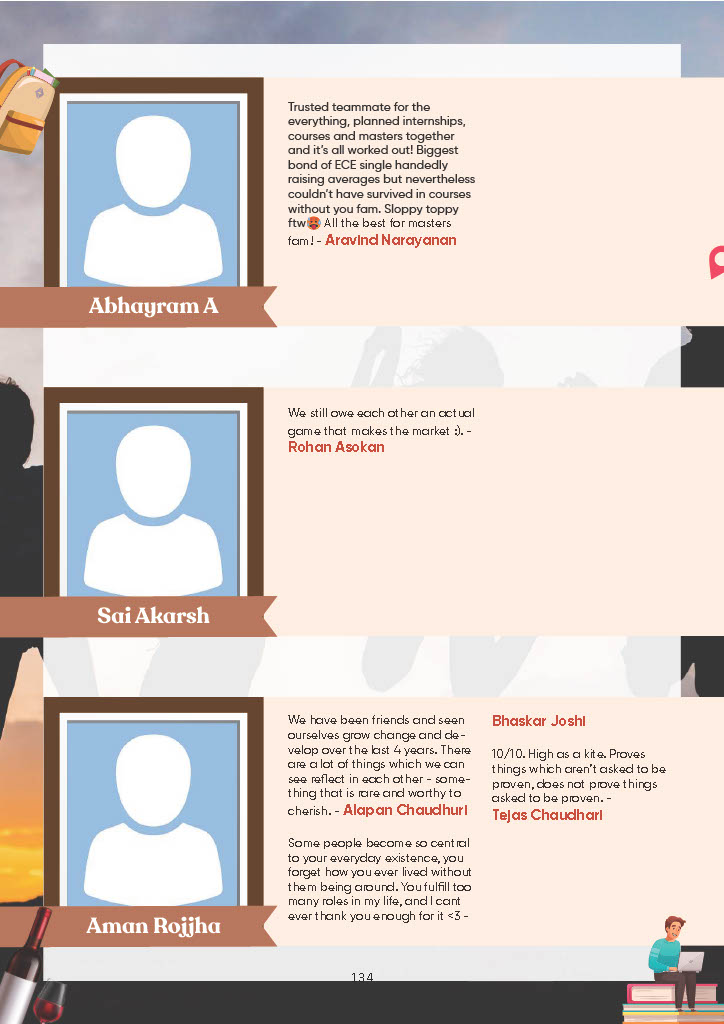 Trusted teammate for the
everything, planned internships,
courses and masters together
and it's all worked out! Biggest
bond of ECE single handedly
raising averages but nevertheless
couldn't have survived in courses
without you fam. Sloppy toppy
ftw🥵 All the best for masters
fam! - Aravind Narayanan
Abhayram A
We still owe each other an actual
game that makes the market :). -
Rohan Asokan
Sai Akarsh
We have been friends and seen
ourselves grow change and de-
velop over the last 4 years. There
are a lot of things which we can
see reflect in each other - some-
thing that is rare and worthy to
cherish. - Alapan Chaudhuri
Some people become so central
to your everyday existence, you
forget how you ever lived without
them being around. You fulfill too
many roles in my life, and I cant
ever thank you enough for it <3 -
Bhaskar Joshi
10/10. High as a kite. Proves
things which aren't asked to be
proven, does not prove things
asked to be proven. -
Tejas Chaudhari
Aman Rojjha
134